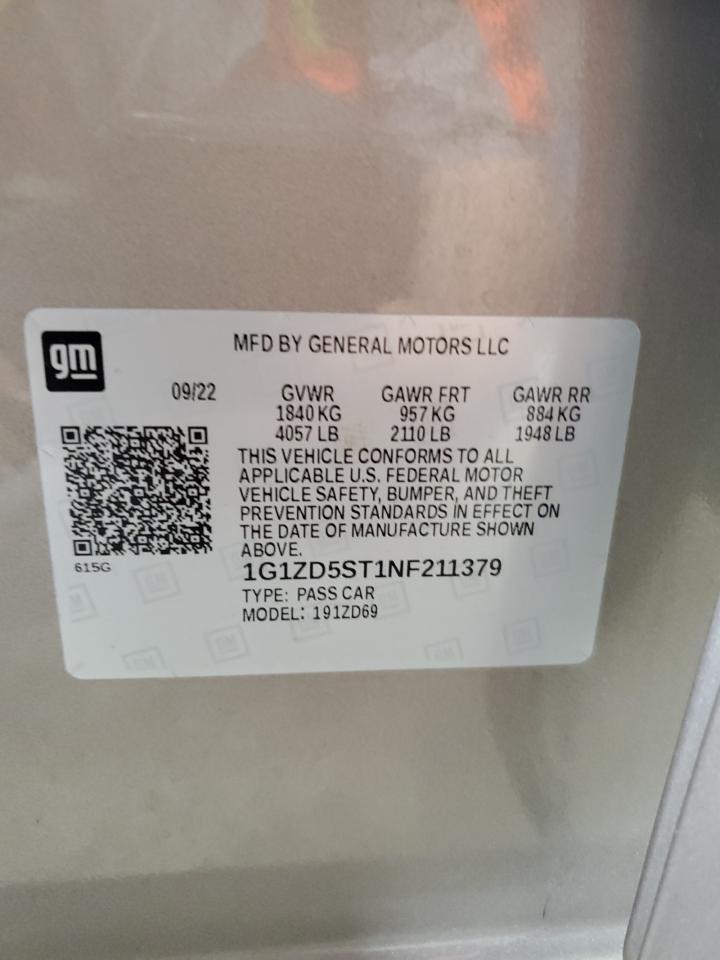 gm
MFD BY GENERAL MOTORS LLC
09/22 GVWR GAWR FRT GAWR RR
1840 KG 957 KG 884 KG
4057 LB 2110 LB 1948 LB
THIS VEHICLE CONFORMS TO ALL
APPLICABLE U.S. FEDERAL MOTOR
VEHICLE SAFETY, BUMPER, AND THEFT
PREVENTION STANDARDS IN EFFECT ON
THE DATE OF MANUFACTURE SHOWN
ABOVE.
615G
1G1ZD5ST1NF211379
TYPE: PASS CAR
MODEL: 191ZD69